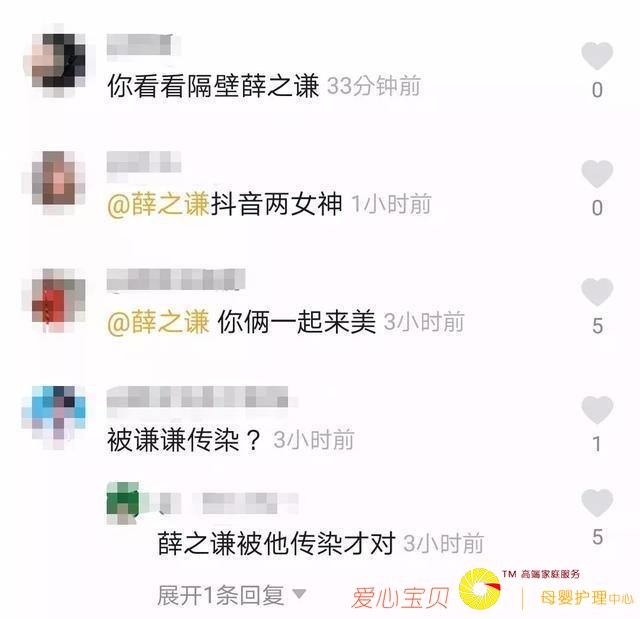 你看看隔壁薛之谦 33分钟前
0
@薛之谦抖音两女神 1小时前
0
@薛之谦 你俩一起来美 3小时前
5
被谦谦传染？ 3小时前
1
薛之谦被他传染才对 3小时前
5
展开1条回复
爱心宝贝 TM 高端家庭服务
母婴护理中心